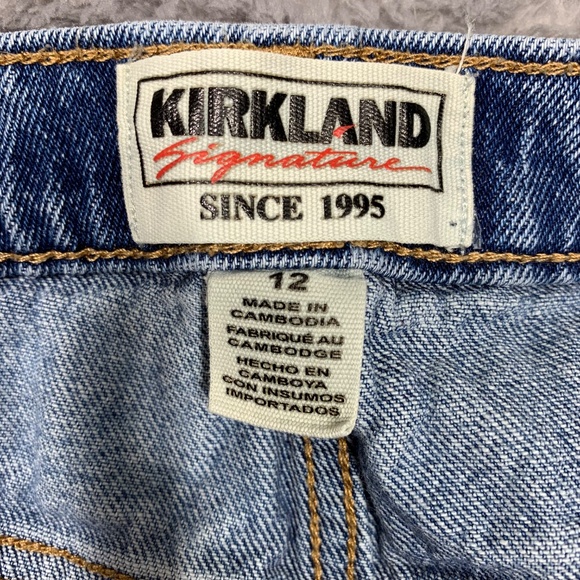 KIRKLAND
Signature
SINCE 1995
12
MADE IN
CAMBODIA
FABRIQUÉ AU
CAMBODGE
HECHO EN
CAMBOYA
CON INSUMOS
IMPORTADOS